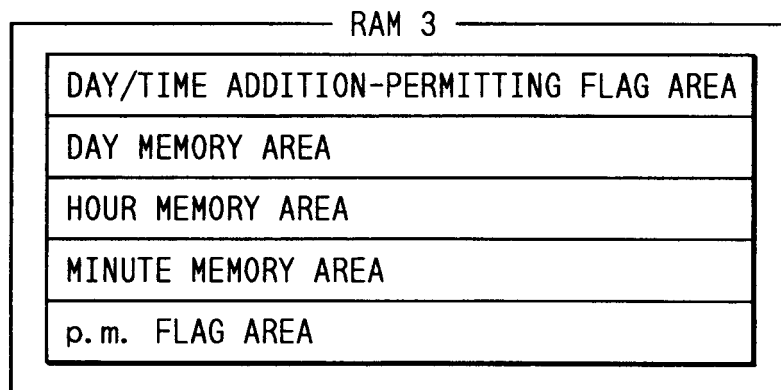 RAM 3
DAY/TIME ADDITION-PERMITTING FLAG AREA
DAY MEMORY AREA
HOUR MEMORY AREA
MINUTE MEMORY AREA
p.m. FLAG AREA